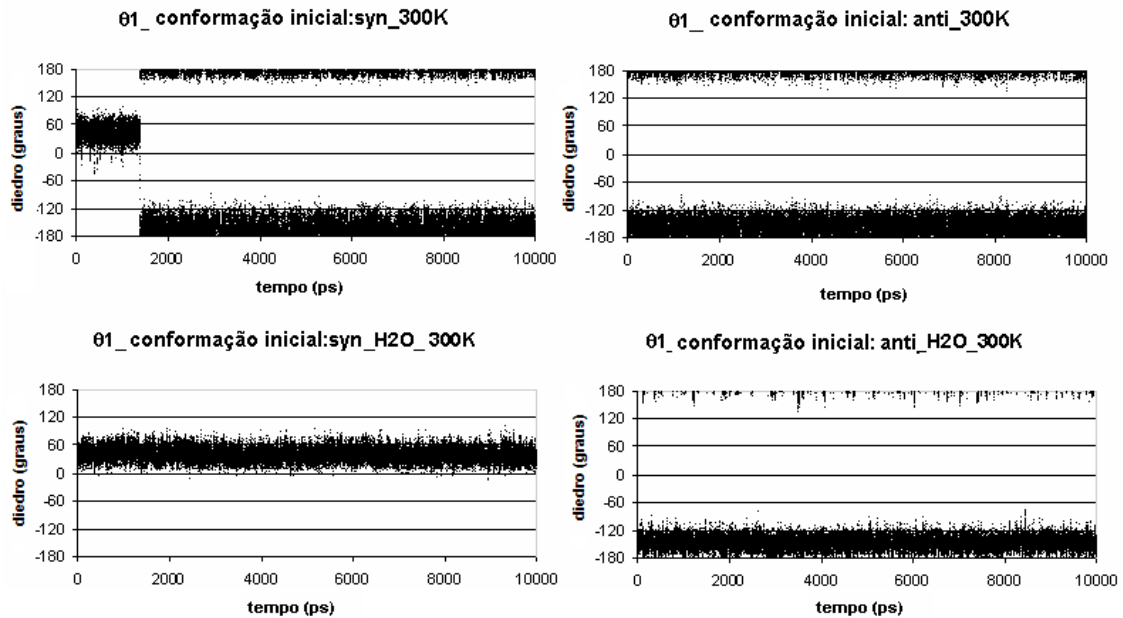 θ1_ conformação inicial:syn_300K
diedro (graus)
180
120
60
0
-60
-120
-180
0 2000 4000 6000 8000 10000
tempo (ps)
θ1_ conformação inicial: anti_300K
diedro (graus)
180
120
60
0
-60
-120
-180
0 2000 4000 6000 8000 10000
tempo (ps)
θ1_ conformação inicial:syn_H2O_ 300K
diedro (graus)
180
120
60
0
-60
-120
-180
0 2000 4000 6000 8000 10000
tempo (ps)
θ1_ conformação inicial: anti_H2O_300K
diedro (graus)
180
120
60
0
-60
-120
-180
0 2000 4000 6000 8000 10000
tempo (ps)